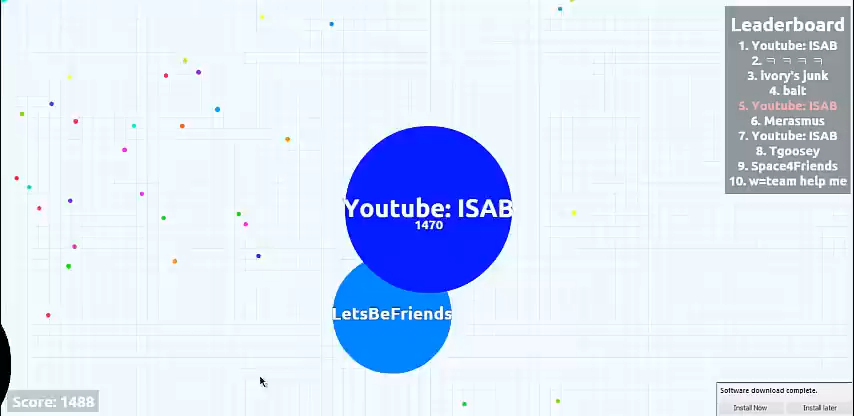 Leaderboard
1. Youtube: ISAB
2. ㅋ ㅋ ㅋ ㅋ
3. ivory's junk
4. bait
5. Youtube: ISAB
6. Merasmus
7. Youtube: ISAB
8. Tgoosey
9. Space4Friends
10. w=team help me
Youtube: ISAB
1470
LetsBeFriends
Score: 1488
Software download complete.
Install Now Install later